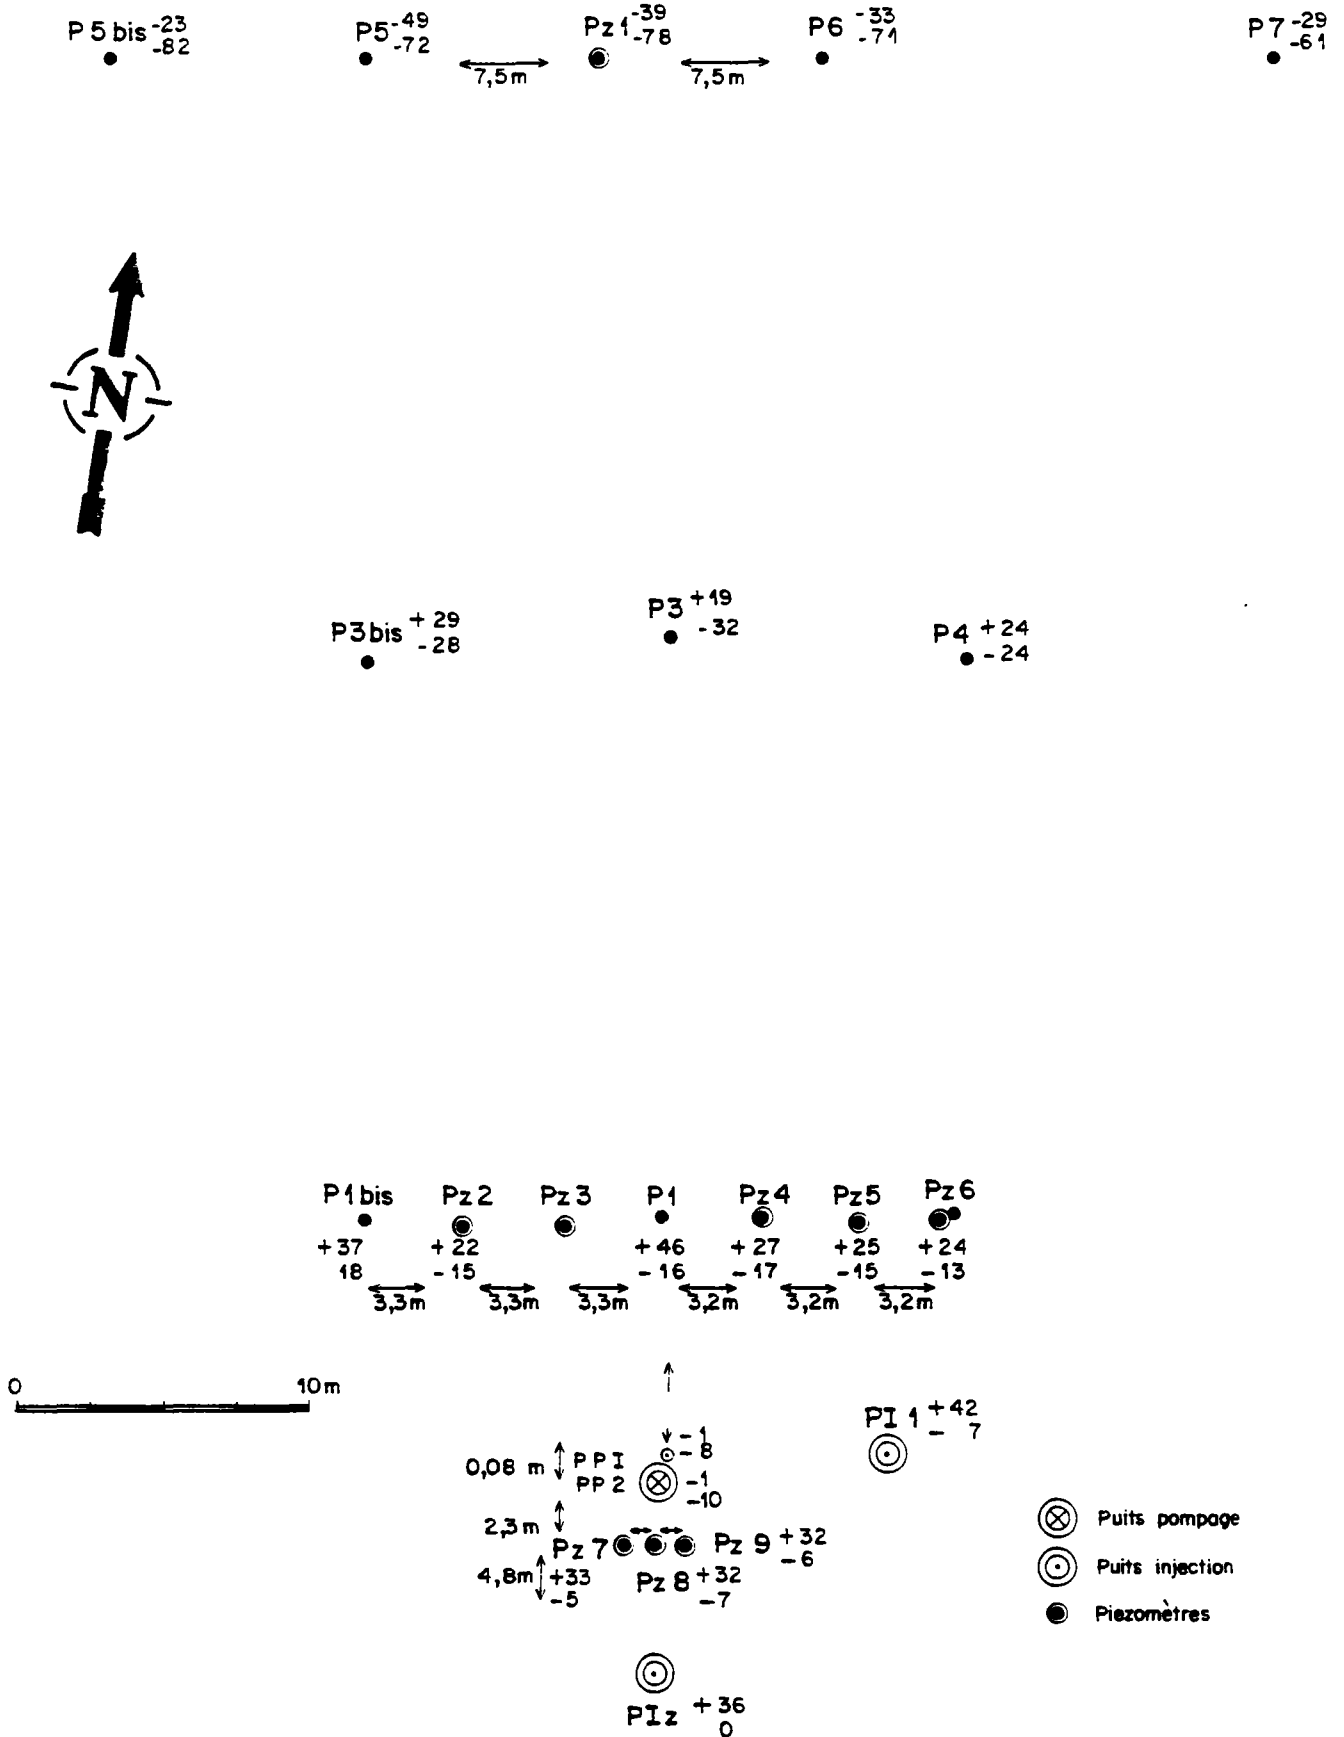 P5 bis -23
-82
P5 -49
-72
Pz1 -39
-78
P6 -33
-71
P7 -29
-61
7,5m
7,5m
N
P3bis +29
-28
P3 +19
-32
P4 +24
-24
P1bis
Pz2
Pz3
P1
Pz4
Pz5
Pz6
+37
+22
+46
+27
+25
+24
18
-15
-16
-17
-15
-13
3,3m
3,3m
3,3m
3,2m
3,2m
3,2m
0
10m
PI 1 +42
- 7
-1
-8
0,08 m
PPI
PP2
-1
-10
2,3m
Pz 7
Pz 9 +32
-6
4,8m
+33
-5
Pz 8 +32
-7
PIz +36
0
Puits pompage
Puits injection
Piezomètres